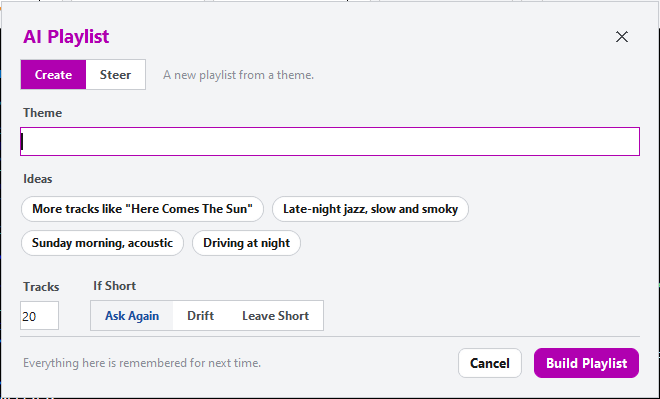 AI Playlist
Create Steer A new playlist from a theme.
Theme
Ideas
More tracks like "Here Comes The Sun" Late-night jazz, slow and smoky
Sunday morning, acoustic Driving at night
Tracks If Short
20 Ask Again Drift Leave Short
Everything here is remembered for next time. Cancel Build Playlist